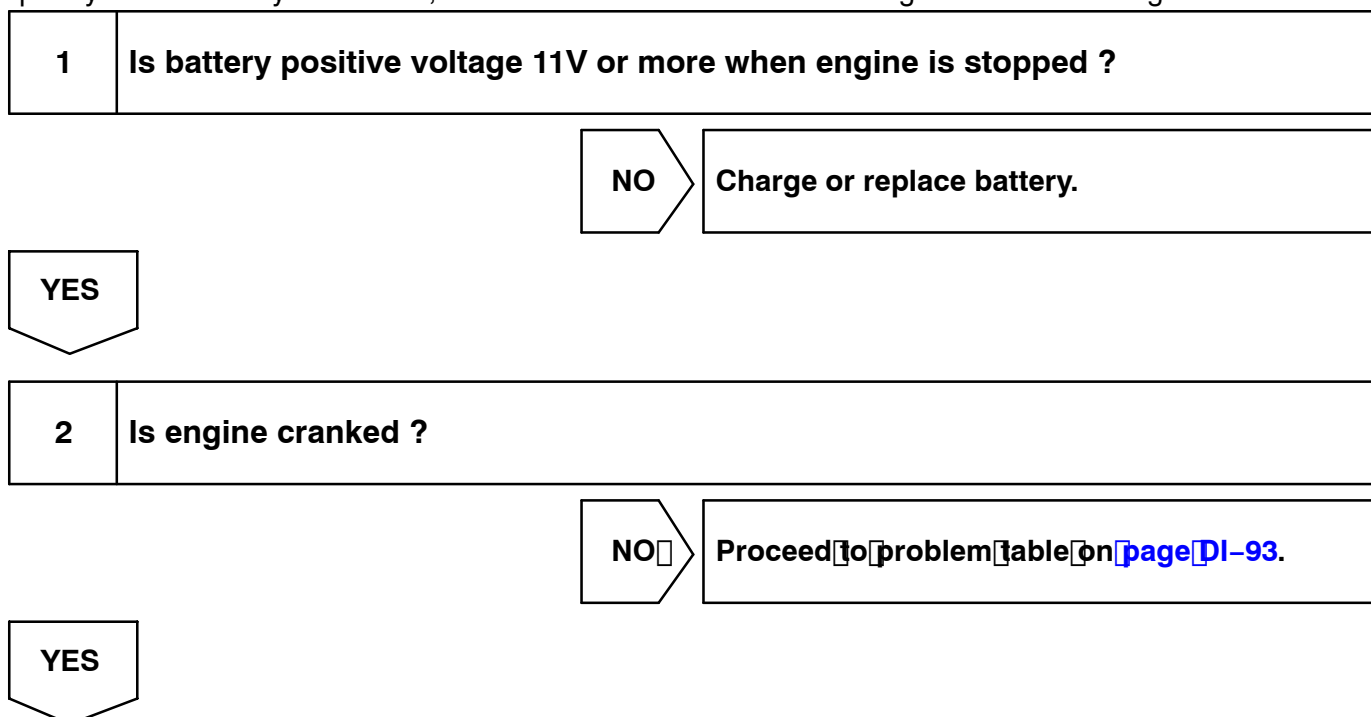 1 Is battery positive voltage 11V or more when engine is stopped ?
NO Charge or replace battery.
YES
2 Is engine cranked ?
NO Proceed to problem table on page DI–93.
YES